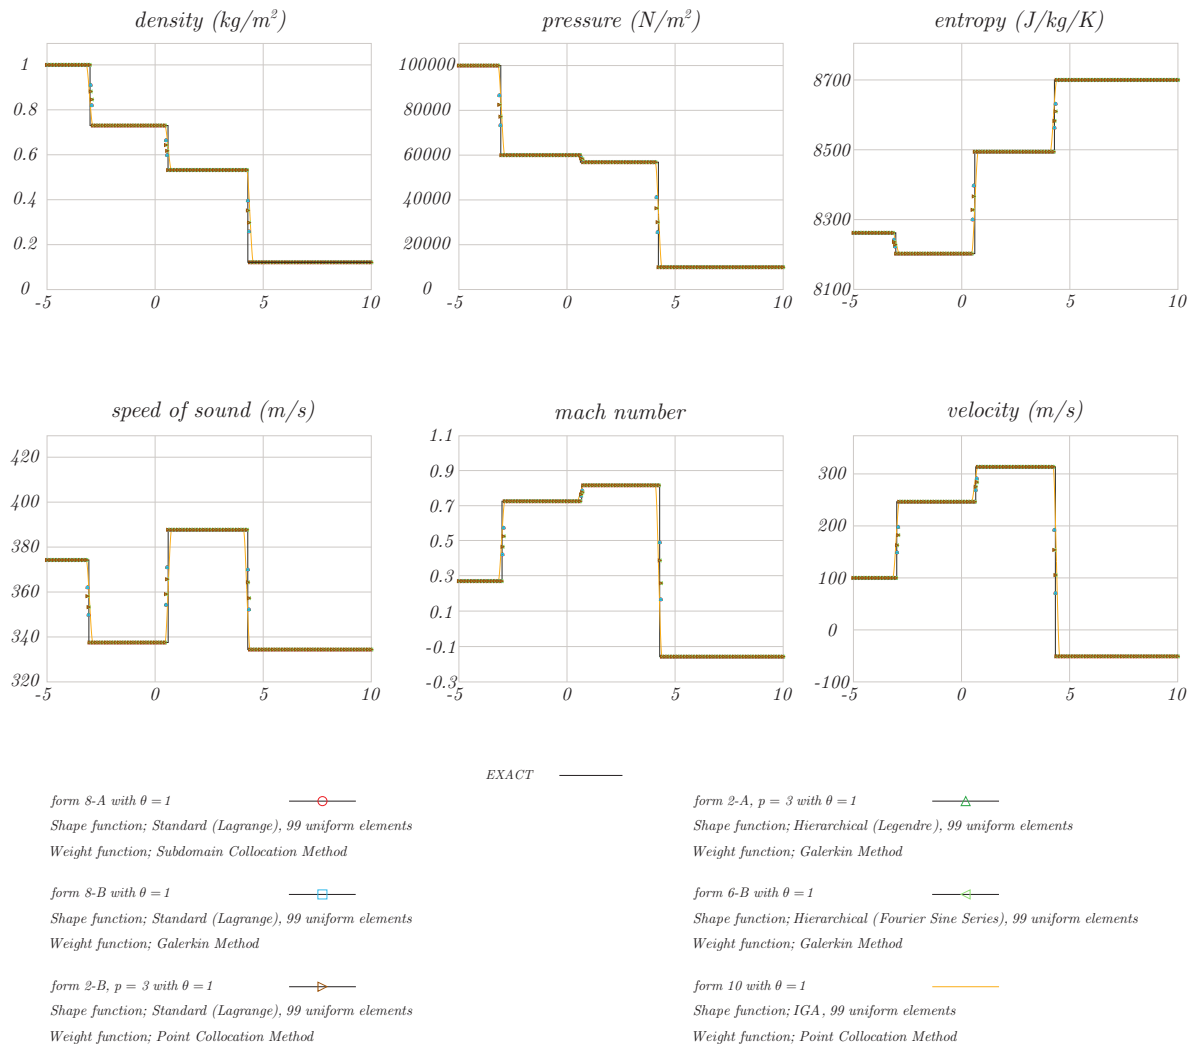 density (kg/m²)
pressure (N/m²)
entropy (J/kg/K)
1
0.8
0.6
0.4
0.2
0
-5
0
5
10
100000
80000
60000
40000
20000
0
-5
0
5
10
8700
8500
8300
8100
-5
0
5
10
speed of sound (m/s)
mach number
velocity (m/s)
420
400
380
360
340
320
-5
0
5
10
1.1
0.9
0.7
0.5
0.3
0.1
-0.1
-0.3
-5
0
5
10
300
200
100
0
-100
-5
0
5
10
EXACT
form 8-A with θ = 1
Shape function; Standard (Lagrange), 99 uniform elements
Weight function; Subdomain Collocation Method
form 8-B with θ = 1
Shape function; Standard (Lagrange), 99 uniform elements
Weight function; Galerkin Method
form 2-B, p = 3 with θ = 1
Shape function; Standard (Lagrange), 99 uniform elements
Weight function; Point Collocation Method
form 2-A, p = 3 with θ = 1
Shape function; Hierarchical (Legendre), 99 uniform elements
Weight function; Galerkin Method
form 6-B with θ = 1
Shape function; Hierarchical (Fourier Sine Series), 99 uniform elements
Weight function; Galerkin Method
form 10 with θ = 1
Shape function; IGA, 99 uniform elements
Weight function; Point Collocation Method